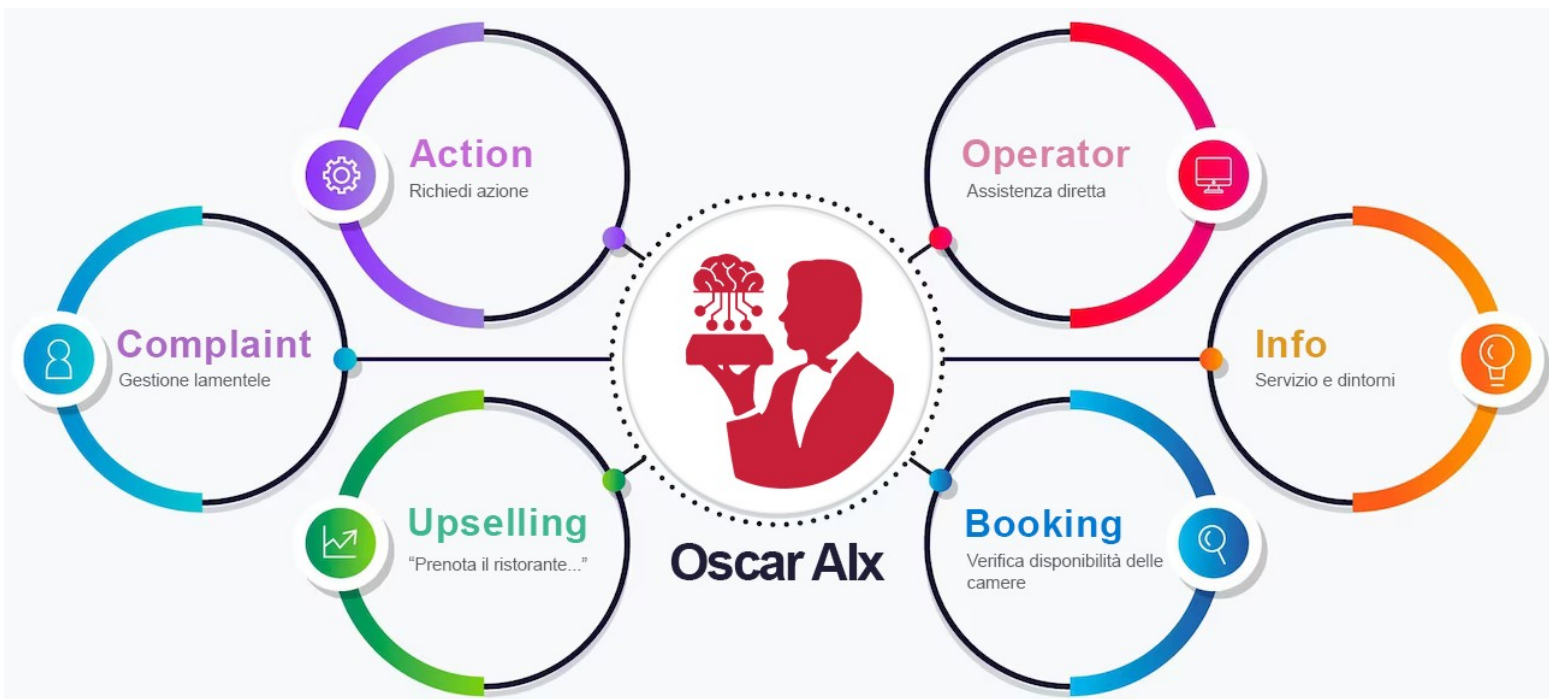 Action
Richiedi azione
Operator
Assistenza diretta
Complaint
Gestione lamentele
Info
Servizio e dintorni
Upselling
“Prenota il ristorante...”
Booking
Verifica disponibilità delle
camere
Oscar AIx